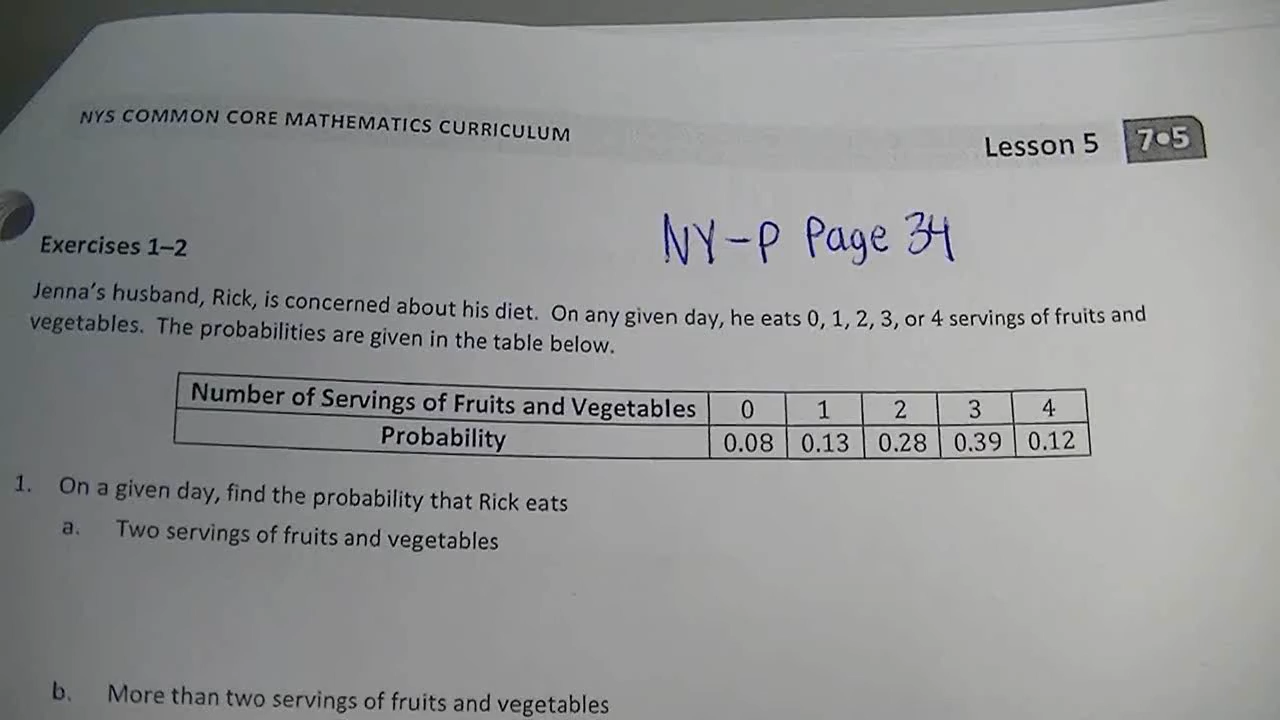 NYS COMMON CORE MATHEMATICS CURRICULUM
Lesson 5
7•5
NY-P Page 34
Exercises 1–2
Jenna's husband, Rick, is concerned about his diet. On any given day, he eats 0, 1, 2, 3, or 4 servings of fruits and
vegetables. The probabilities are given in the table below.
Number of Servings of Fruits and Vegetables 0 1 2 3 4
Probability 0.08 0.13 0.28 0.39 0.12
1. On a given day, find the probability that Rick eats
a. Two servings of fruits and vegetables
b. More than two servings of fruits and vegetables